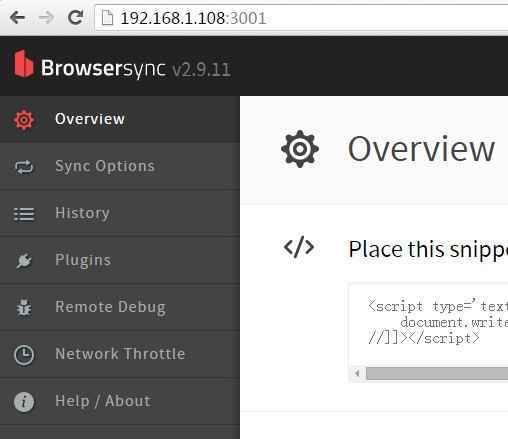 192.168.1.108:3001
Browsersync v2.9.11
Overview
Sync Options
History
Plugins
Remote Debug
Network Throttle
Help / About
Overview
Place this
<script type='text
document.write
//]]></script>